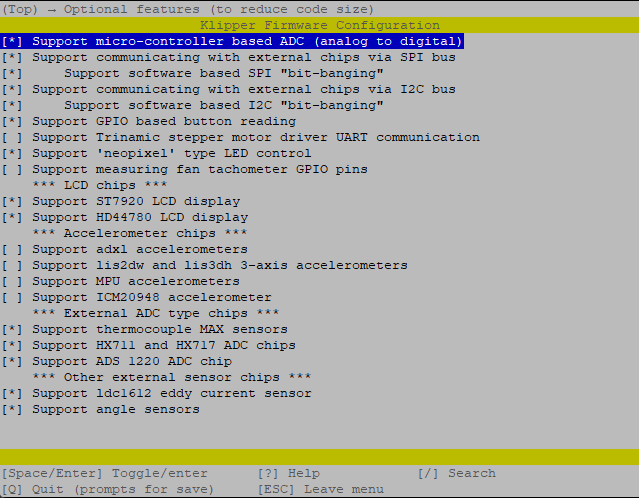 (Top) → Optional features (to reduce code size)
Klipper Firmware Configuration
[*] Support micro-controller based ADC (analog to digital)
[*] Support communicating with external chips via SPI bus
[*]     Support software based SPI "bit-banging"
[*] Support communicating with external chips via I2C bus
[*]     Support software based I2C "bit-banging"
[*] Support GPIO based button reading
[ ] Support Trinamic stepper motor driver UART communication
[*] Support 'neopixel' type LED control
[ ] Support measuring fan tachometer GPIO pins
    *** LCD chips ***
[*] Support ST7920 LCD display
[*] Support HD44780 LCD display
    *** Accelerometer chips ***
[ ] Support adxl accelerometers
[ ] Support lis2dw and lis3dh 3-axis accelerometers
[ ] Support MPU accelerometers
[ ] Support ICM20948 accelerometer
    *** External ADC type chips ***
[*] Support thermocouple MAX sensors
[*] Support HX711 and HX717 ADC chips
[*] Support ADS 1220 ADC chip
    *** Other external sensor chips ***
[*] Support ldc1612 eddy current sensor
[*] Support angle sensors
[Space/Enter] Toggle/enter      [?] Help            [/] Search
[Q] Quit (prompts for save)     [ESC] Leave menu